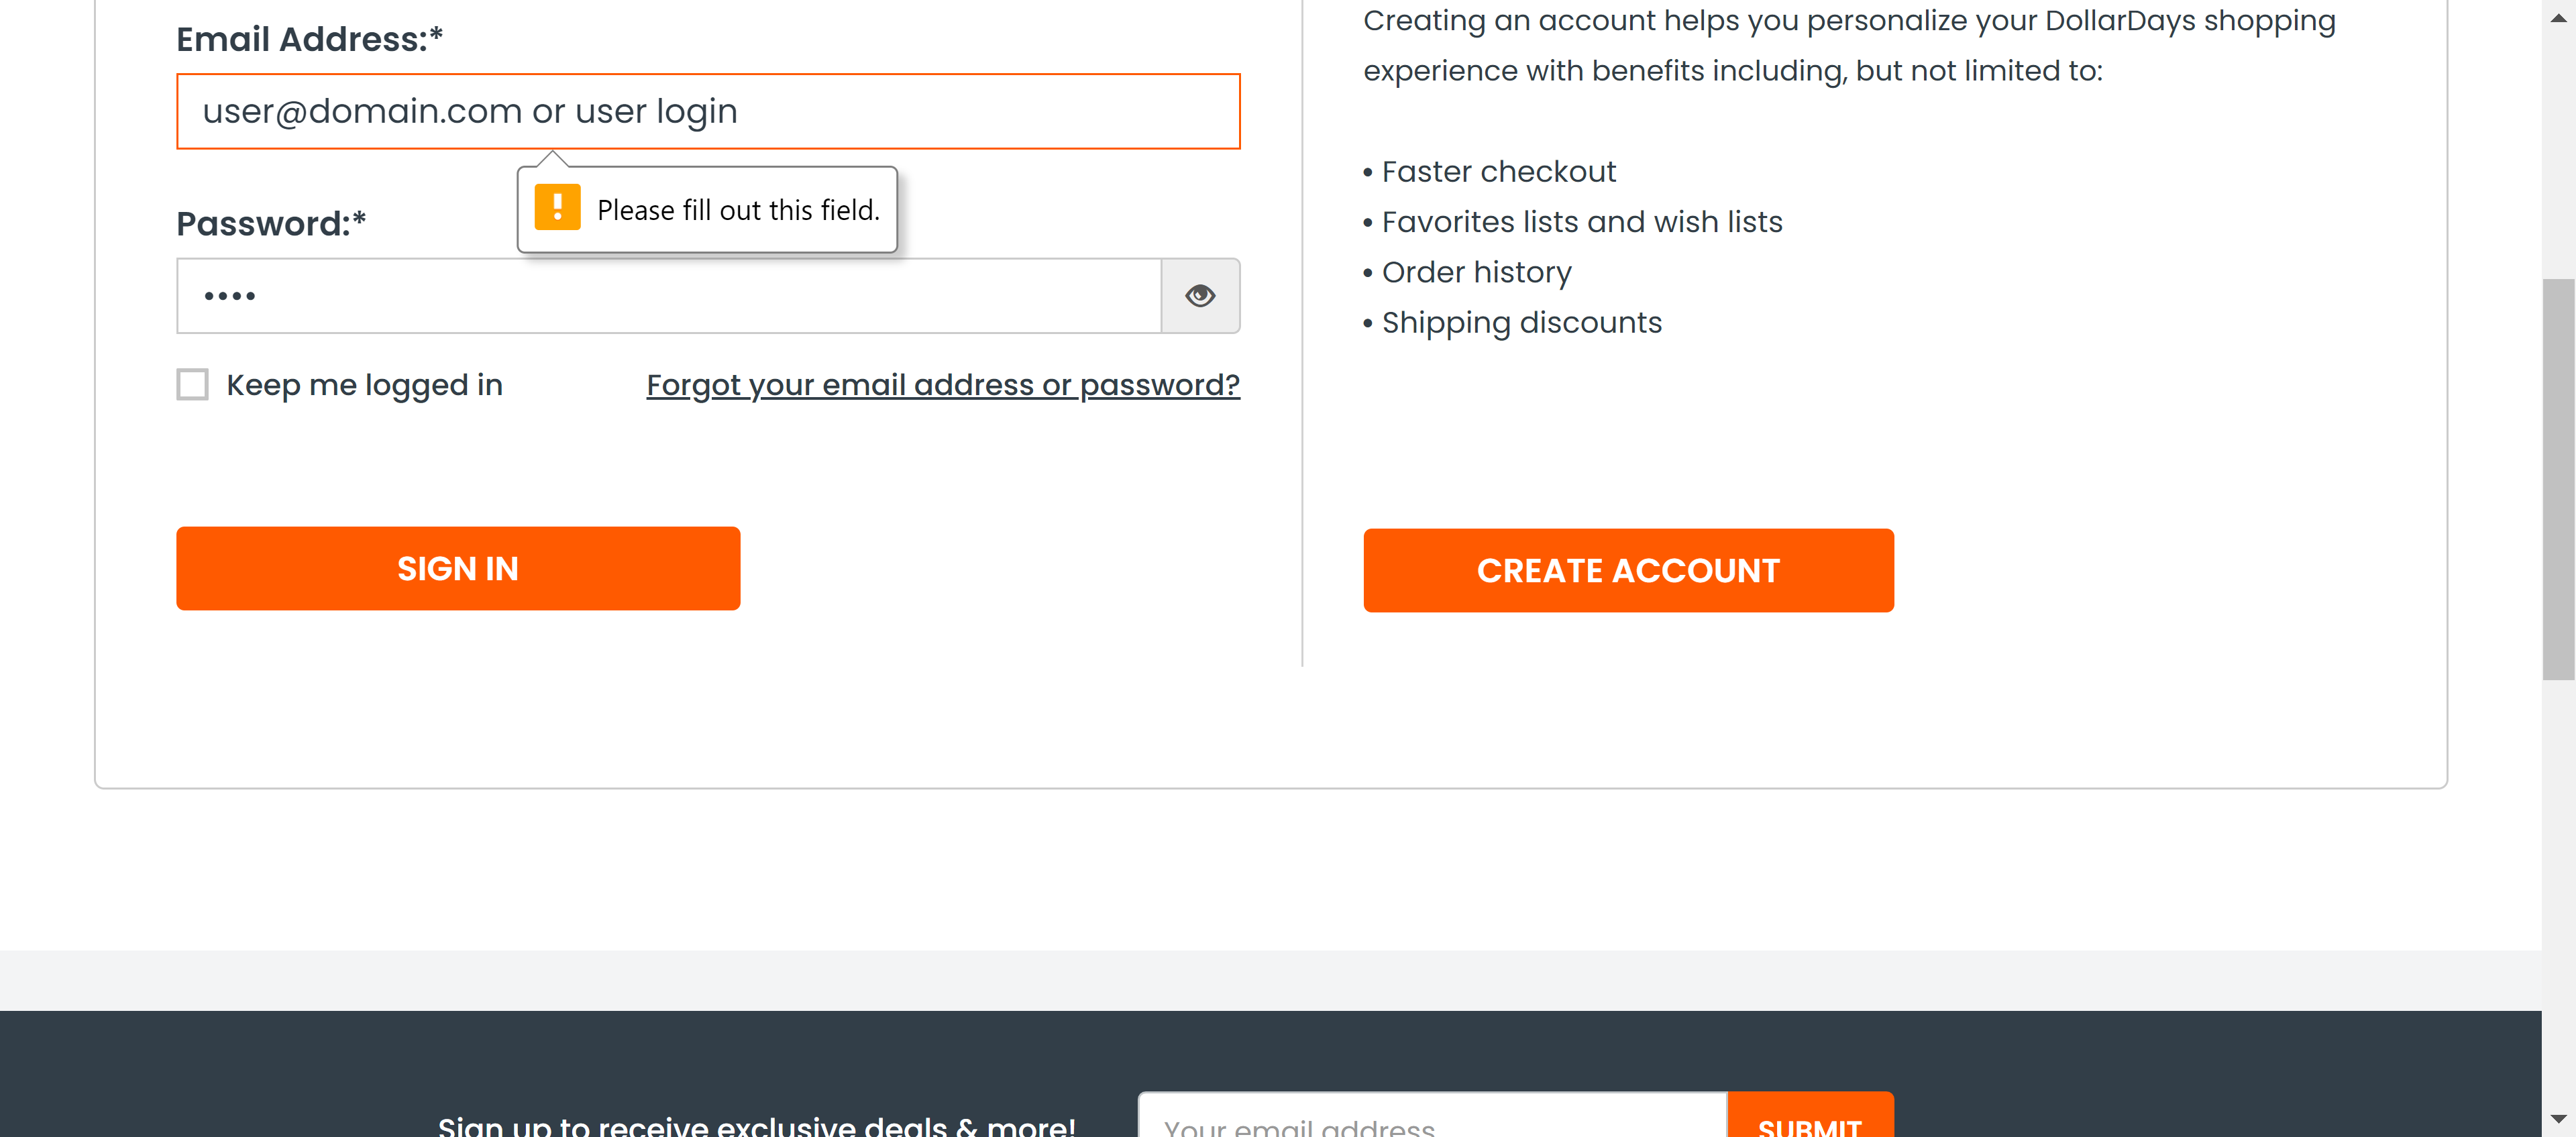 Email Address:*
user@domain.com or user login
Please fill out this field.
Password:*
••••
Keep me logged in
Forgot your email address or password?
SIGN IN
Creating an account helps you personalize your DollarDays shopping
experience with benefits including, but not limited to:
• Faster checkout
• Favorites lists and wish lists
• Order history
• Shipping discounts
CREATE ACCOUNT
Sign up to receive exclusive deals & more!
Your email address
SUBMIT